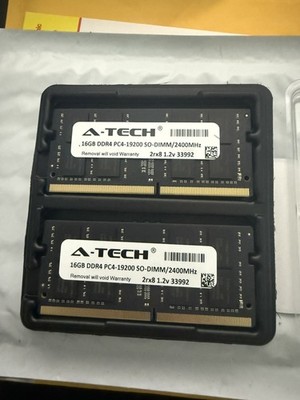 A-TECH
, 16GB DDR4 PC4-19200 SO-DIMM/2400MHz
Removal will void Warranty 2rx8 1.2v 33992
A-TECH
16GB DDR4 PC4-19200 SO-DIMM/2400MHz
Removal will void Warranty 2rx8 1.2v 33992